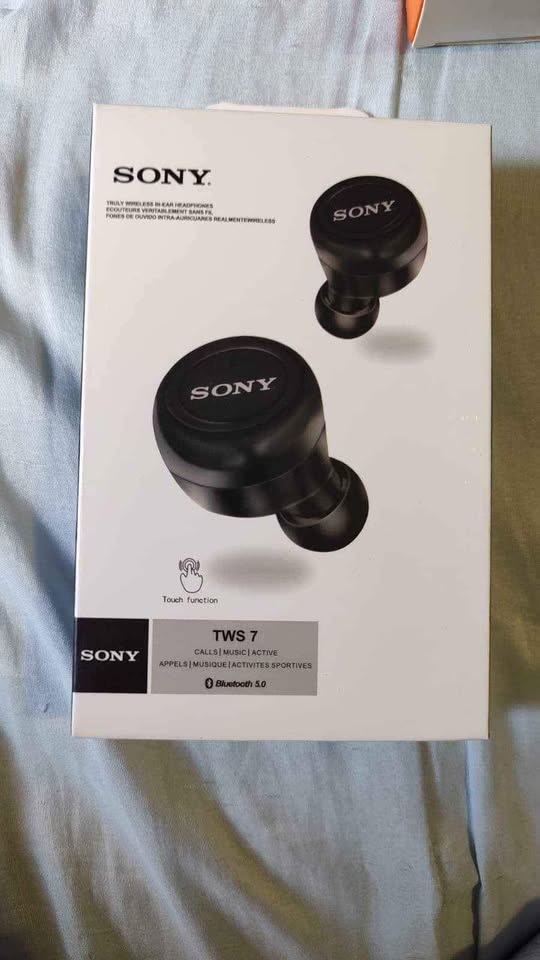 SONY.
TRULY WIRELESS IN-EAR HEADPHONES
ECOUTEURS VERITABLEMENT SANS FIL
FONES DE OUVIDO INTRA-AURICUARES REALMENTEWIRELESS
SONY
SONY
Touch function
SONY
TWS 7
CALLS | MUSIC | ACTIVE
APPELS | MUSIQUE | ACTIVITES SPORTIVES
Bluetooth 5.0